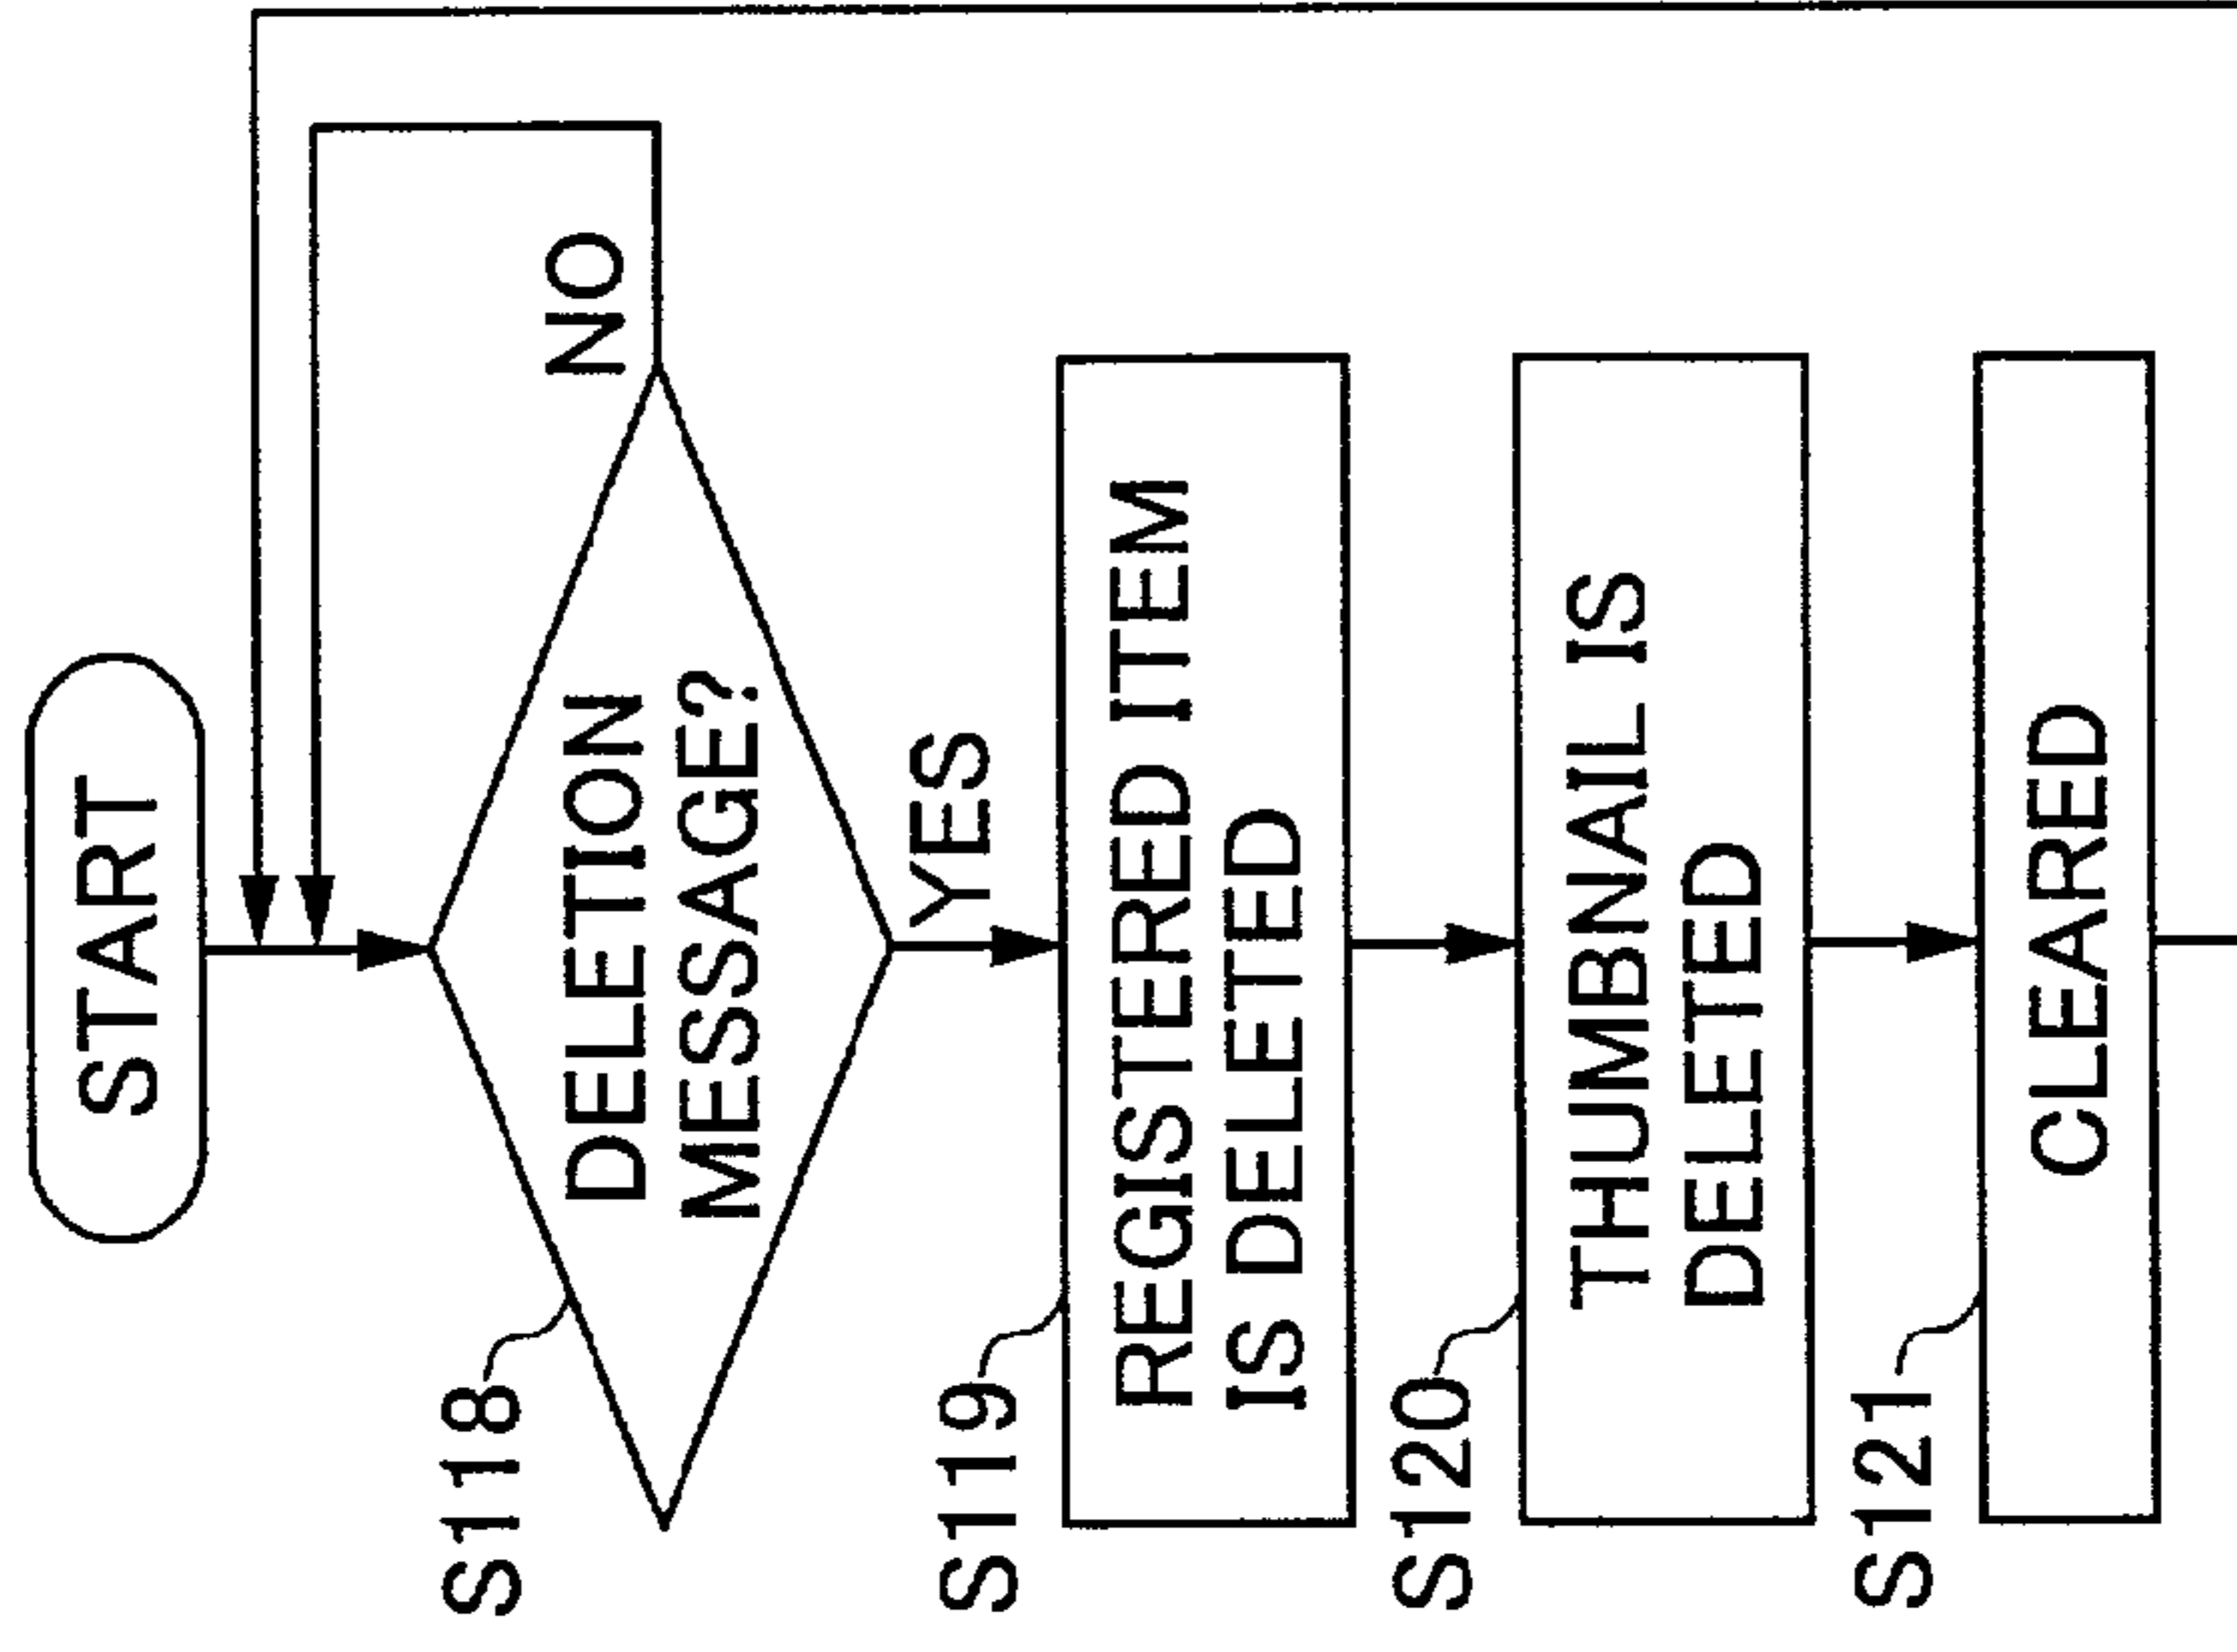 START
S118
DELETION
MESSAGE?
NO
YES
S119
REGISTERED ITEM
IS DELETED
S120
THUMBNAIL IS
DELETED
S121
CLEARED